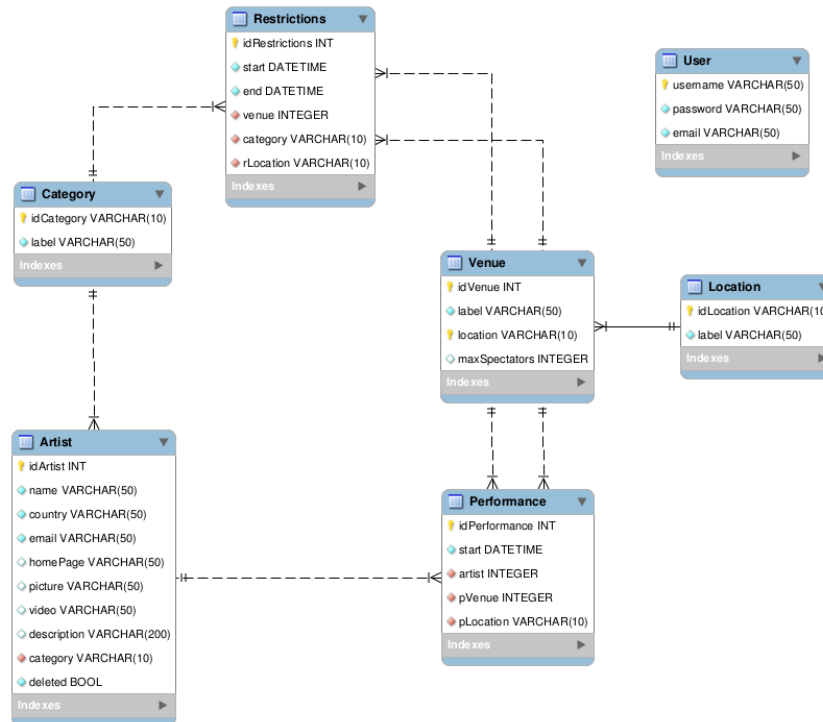 Restrictions
idRestrictions INT
start DATETIME
end DATETIME
venue INTEGER
category VARCHAR(10)
rLocation VARCHAR(10)
Indexes
User
username VARCHAR(50)
password VARCHAR(50)
email VARCHAR(50)
Indexes
Category
idCategory VARCHAR(10)
label VARCHAR(50)
Indexes
Venue
idVenue INT
label VARCHAR(50)
location VARCHAR(10)
maxSpectators INTEGER
Indexes
Location
idLocation VARCHAR(10
label VARCHAR(50)
Indexes
Artist
idArtist INT
name VARCHAR(50)
country VARCHAR(50)
email VARCHAR(50)
homePage VARCHAR(50)
picture VARCHAR(50)
video VARCHAR(50)
description VARCHAR(200)
category VARCHAR(10)
deleted BOOL
Indexes
Performance
idPerformance INT
start DATETIME
artist INTEGER
pVenue INTEGER
pLocation VARCHAR(10)
Indexes